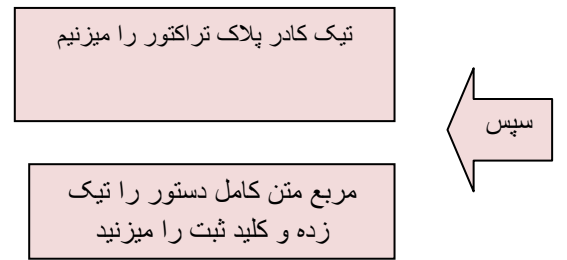 تیک کادر پلاک تراکتور را میزنیم
سپس
مربع متن کامل دستور را تیک
زده و کلید ثبت را میزنید